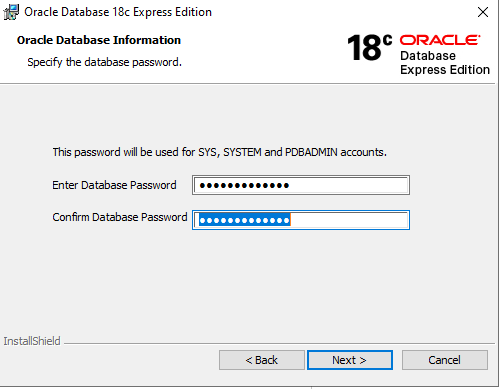 Oracle Database 18c Express Edition
Oracle Database Information
Specify the database password.
18c ORACLE
Database
Express Edition
This password will be used for SYS, SYSTEM and PDBADMIN accounts.
Enter Database Password ●●●●●●●●●●●●●
Confirm Database Password ●●●●●●●●●●●●●
InstallShield
< Back Next > Cancel